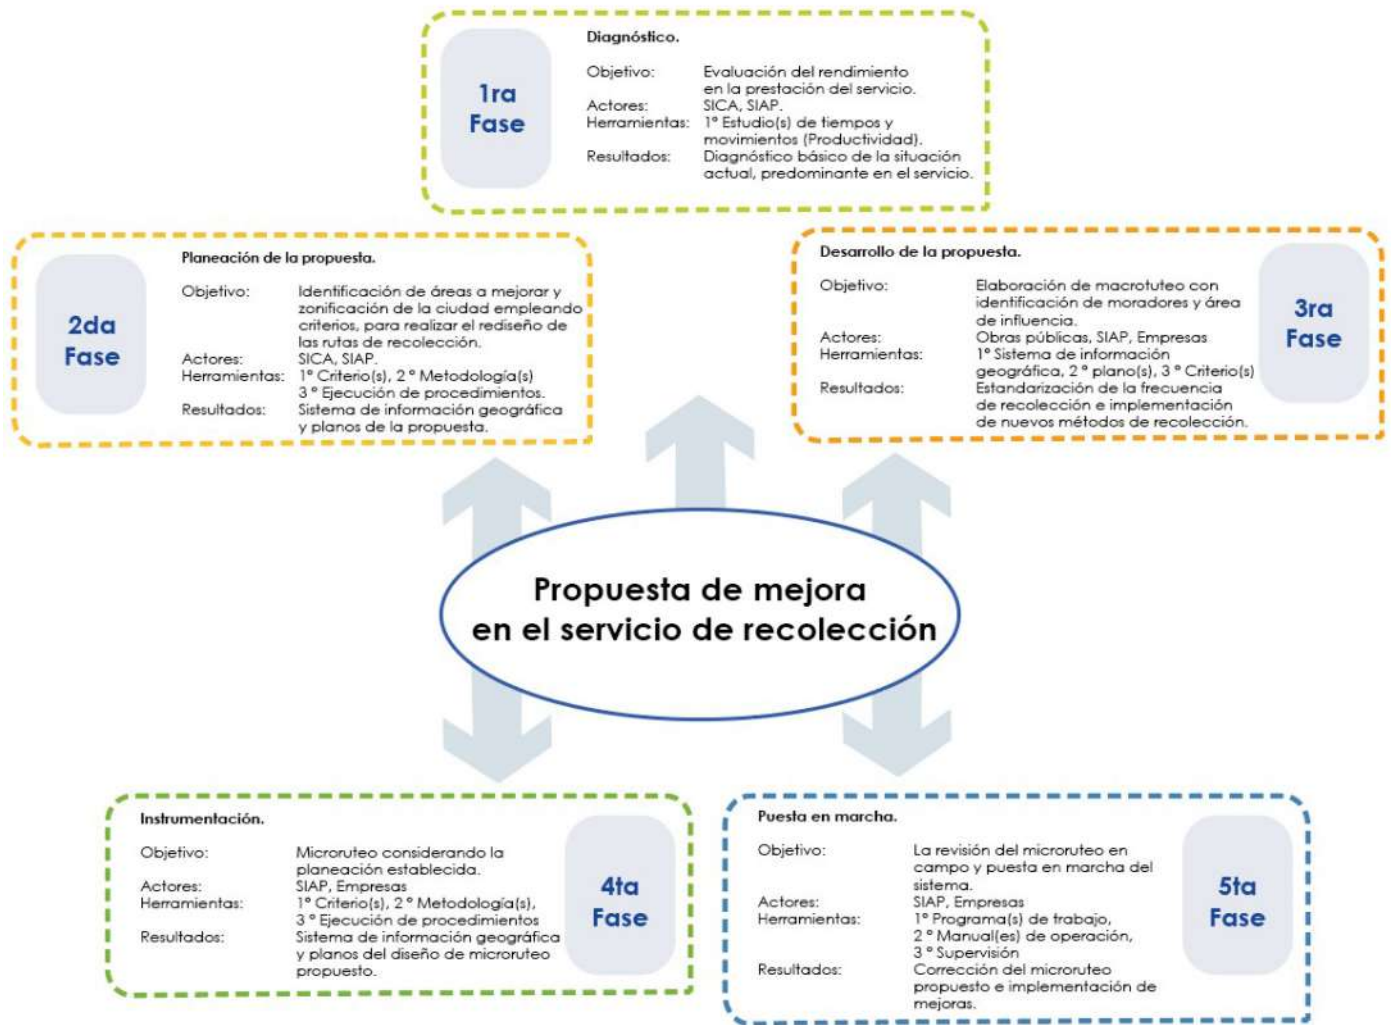 1ra
Fase
Diagnóstico.
Objetivo: Evaluación del rendimiento
en la prestación del servicio.
Actores: SICA, SIAP.
Herramientas: 1° Estudio(s) de tiempos y
movimientos (Productividad).
Resultados: Diagnóstico básico de la situación
actual, predominante en el servicio.
2da
Fase
Planeación de la propuesta.
Objetivo: Identificación de áreas a mejorar y
zonificación de la ciudad empleando
criterios, para realizar el rediseño de
las rutas de recolección.
Actores: SICA, SIAP.
Herramientas: 1° Criterio(s), 2 ° Metodología(s)
3 ° Ejecución de procedimientos.
Resultados: Sistema de información geográfica
y planos de la propuesta.
Desarrollo de la propuesta.
Objetivo: Elaboración de macrotuteo con
identificación de moradores y área
de influencia.
Actores: Obras públicas, SIAP, Empresas
Herramientas: 1° Sistema de información
geográfica, 2 ° plano(s), 3 ° Criterio(s)
Resultados: Estandarización de la frecuencia
de recolección e implementación
de nuevos métodos de recolección.
3ra
Fase
Propuesta de mejora
en el servicio de recolección
Instrumentación.
Objetivo: Microruteo considerando la
planeación establecida.
Actores: SIAP, Empresas
Herramientas: 1° Criterio(s), 2 ° Metodología(s),
3 ° Ejecución de procedimientos
Resultados: Sistema de información geográfica
y planos del diseño de microruteo
propuesto.
4ta
Fase
Puesta en marcha.
Objetivo: La revisión del microruteo en
campo y puesta en marcha del
sistema.
Actores: SIAP, Empresas
Herramientas: 1° Programa(s) de trabajo,
2 ° Manual(es) de operación,
3 ° Supervisión
Resultados: Corrección del microruteo
propuesto e implementación de
mejoras.
5ta
Fase